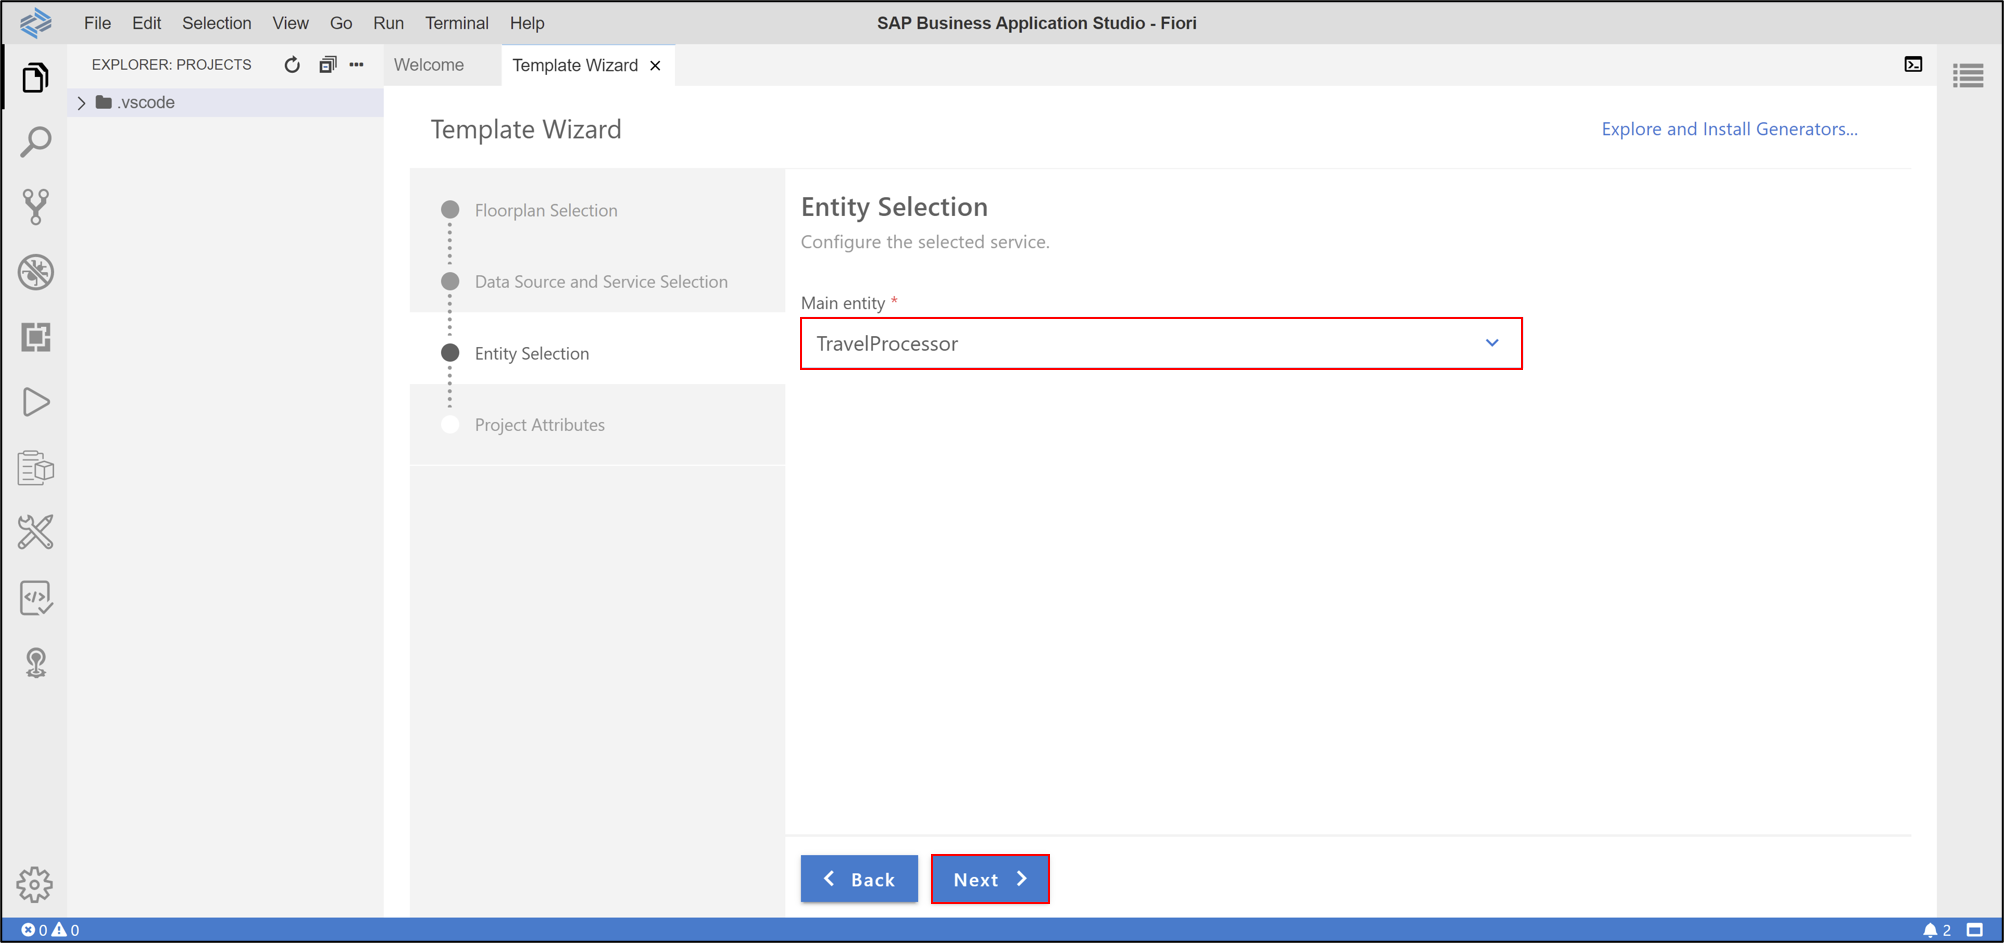 File Edit Selection View Go Run Terminal Help
SAP Business Application Studio - Fiori
EXPLORER: PROJECTS
.vscode
Welcome
Template Wizard
Template Wizard
Explore and Install Generators...
Floorplan Selection
Data Source and Service Selection
Entity Selection
Project Attributes
Entity Selection
Configure the selected service.
Main entity *
TravelProcessor
Back
Next
0 0
2